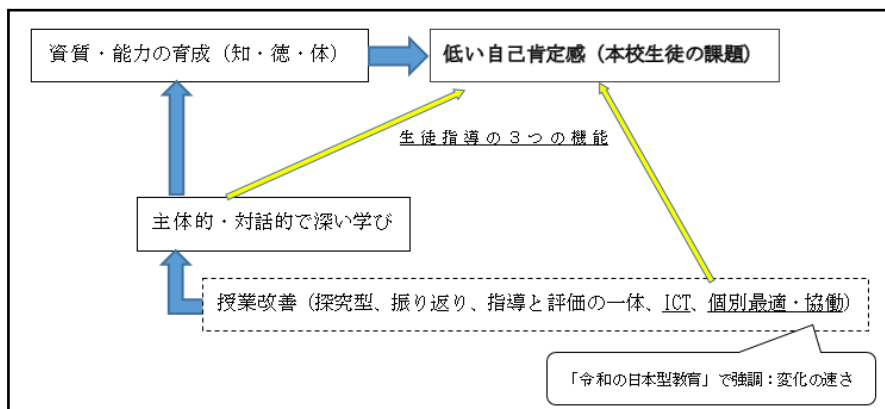 資質・能力の育成（知・徳・体）
低い自己肯定感（本校生徒の課題）
生徒指導の３つの機能
主体的・対話的で深い学び
授業改善（探究型、振り返り、指導と評価の一体、ICT、個別最適・協働）
「令和の日本型教育」で強調：変化の速さ